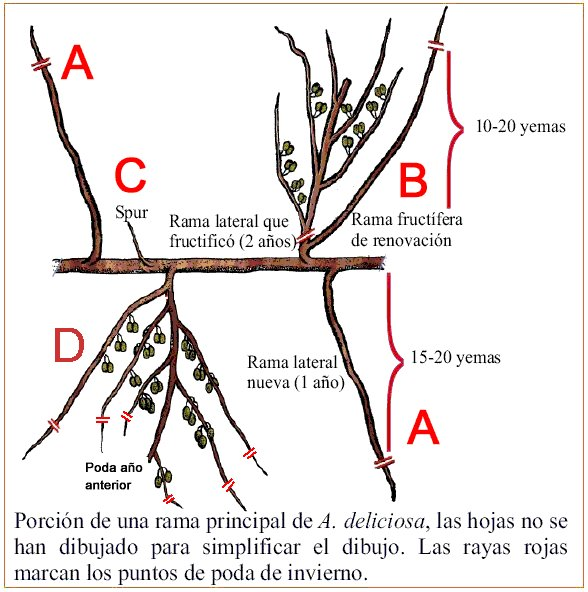 A
10-20 yemas
C
B
Spur
Rama lateral que
fructificó (2 años)
Rama fructífera
de renovación
D
Rama lateral
nueva (1 año)
15-20 yemas
A
Poda año
anterior
Porción de una rama principal de A. deliciosa, las hojas no se
han dibujado para simplificar el dibujo. Las rayas rojas
marcan los puntos de poda de invierno.